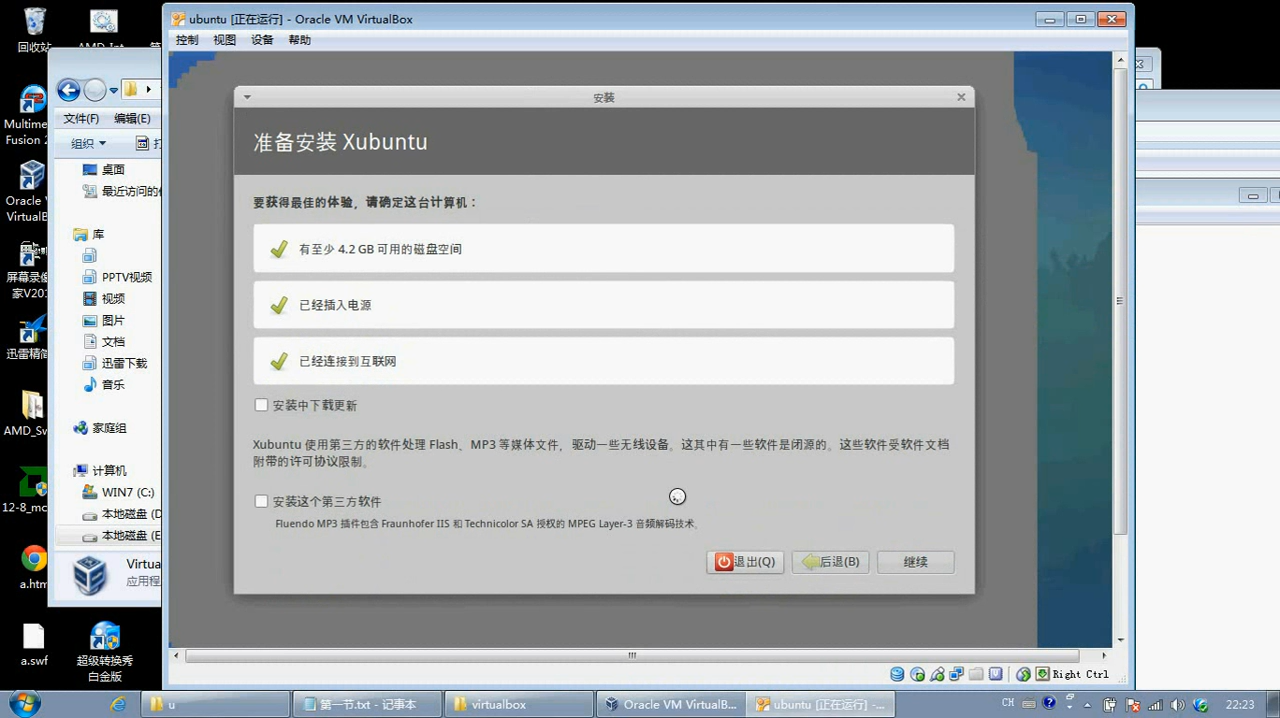 ubuntu [正在运行] - Oracle VM VirtualBox
控制 视图 设备 帮助
回收站
Multime
Fusion 2
Oracle
VirtualB
屏幕录像
家V201
迅雷精简
AMD_Sw
12-8_mc
a.htm
a.swf
超级转换秀
白金版
文件(F) 编辑(E)
组织
桌面
最近访问的位
库
PPTV视频
视频
图片
文档
迅雷下载
音乐
家庭组
计算机
WIN7 (C:)
本地磁盘 (D
本地磁盘 (E
Virtua
应用程
安装
准备安装 Xubuntu
要获得最佳的体验，请确定这台计算机：
有至少 4.2 GB 可用的磁盘空间
已经插入电源
已经连接到互联网
安装中下载更新
Xubuntu 使用第三方的软件处理 Flash、MP3 等媒体文件，驱动一些无线设备。这其中有一些软件是闭源的。这些软件受软件文档
附带的许可协议限制。
安装这个第三方软件
Fluendo MP3 插件包含 Fraunhofer IIS 和 Technicolor SA 授权的 MPEG Layer-3 音频解码技术。
退出(Q) 后退(B) 继续
Right Ctrl
u
第一节.txt - 记事本
virtualbox
Oracle VM VirtualB...
ubuntu [正在运行] -...
CH
22:23